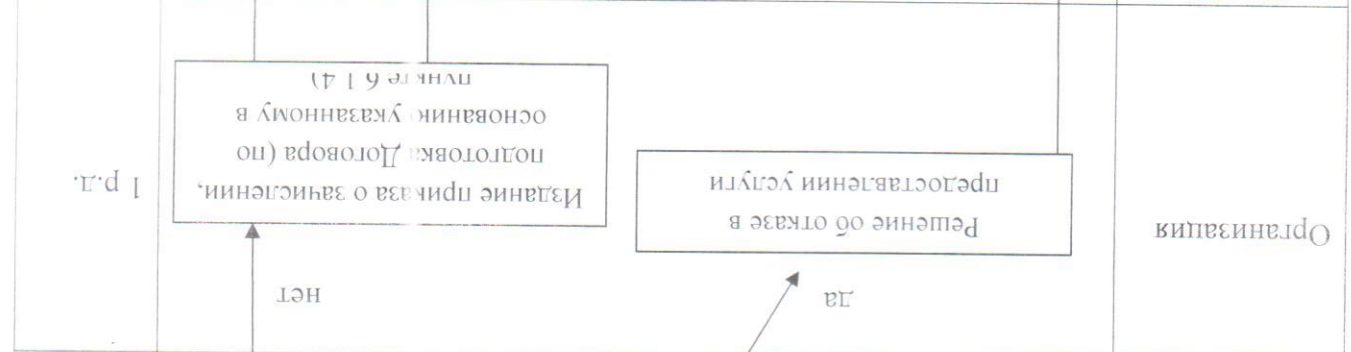 Организация
да
нет
Решение об отказе в
предоставлении услуги
Издание приказа о зачислении,
подготовка Договора (по
основанию указанному в
пункте 6 1 4)
1 р.д.